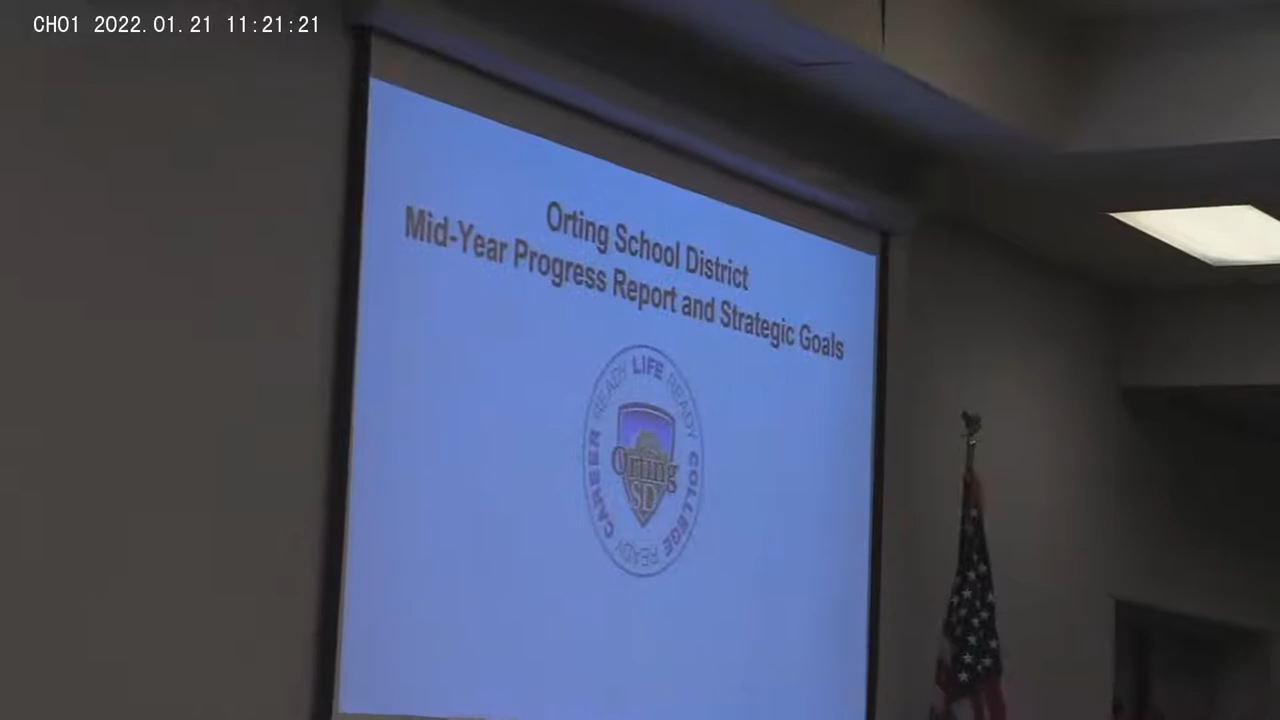 CH01 2022.01.21 11:21:21
Orting School District
Mid-Year Progress Report and Strategic Goals
READY LIFE READY COLLEGE READY CAREER
Orting
SD